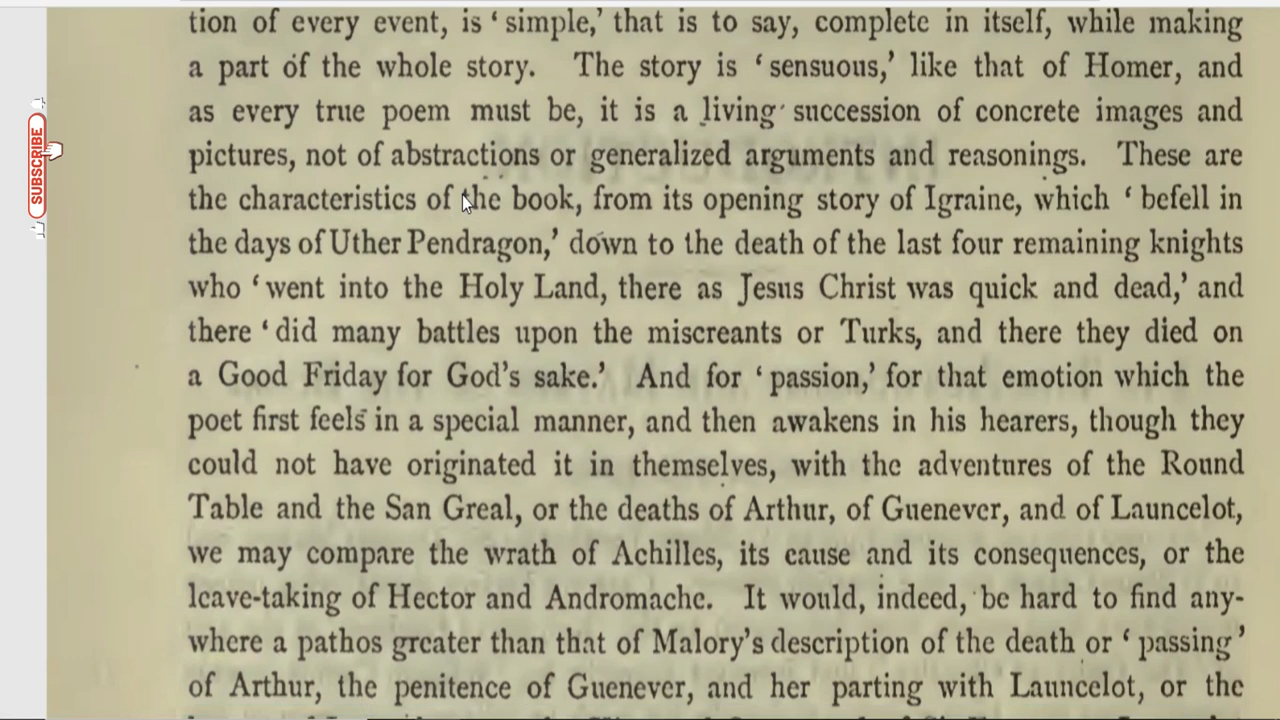 tion of every event, is ‘ simple,’ that is to say, complete in itself, while making
a part of the whole story. The story is ‘ sensuous,’ like that of Homer, and
as every true poem must be, it is a living succession of concrete images and
pictures, not of abstractions or generalized arguments and reasonings. These are
the characteristics of the book, from its opening story of Igraine, which ‘ befell in
the days of Uther Pendragon,’ down to the death of the last four remaining knights
who ‘ went into the Holy Land, there as Jesus Christ was quick and dead,’ and
there ‘ did many battles upon the miscreants or Turks, and there they died on
a Good Friday for God’s sake.’ And for ‘ passion,’ for that emotion which the
poet first feels in a special manner, and then awakens in his hearers, though they
could not have originated it in themselves, with the adventures of the Round
Table and the San Greal, or the deaths of Arthur, of Guenever, and of Launcelot,
we may compare the wrath of Achilles, its cause and its consequences, or the
leave-taking of Hector and Andromache. It would, indeed, be hard to find any-
where a pathos greater than that of Malory’s description of the death or ‘ passing ’
of Arthur, the penitence of Guenever, and her parting with Launcelot, or the
SUBSCRIBE